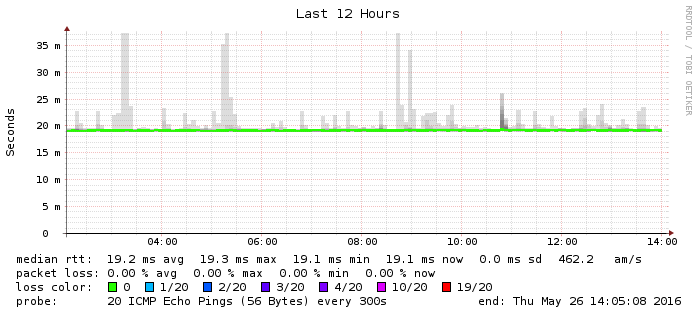 Last 12 Hours
RRDTOOL / TOBI OETIKER
Seconds
35 m
30 m
25 m
20 m
15 m
10 m
5 m
0
04:00 06:00 08:00 10:00 12:00 14:00
median rtt: 19.2 ms avg 19.3 ms max 19.1 ms min 19.1 ms now 0.0 ms sd 462.2 am/s
packet loss: 0.00 % avg 0.00 % max 0.00 % min 0.00 % now
loss color: 0 1/20 2/20 3/20 4/20 10/20 19/20
probe: 20 ICMP Echo Pings (56 Bytes) every 300s end: Thu May 26 14:05:08 2016